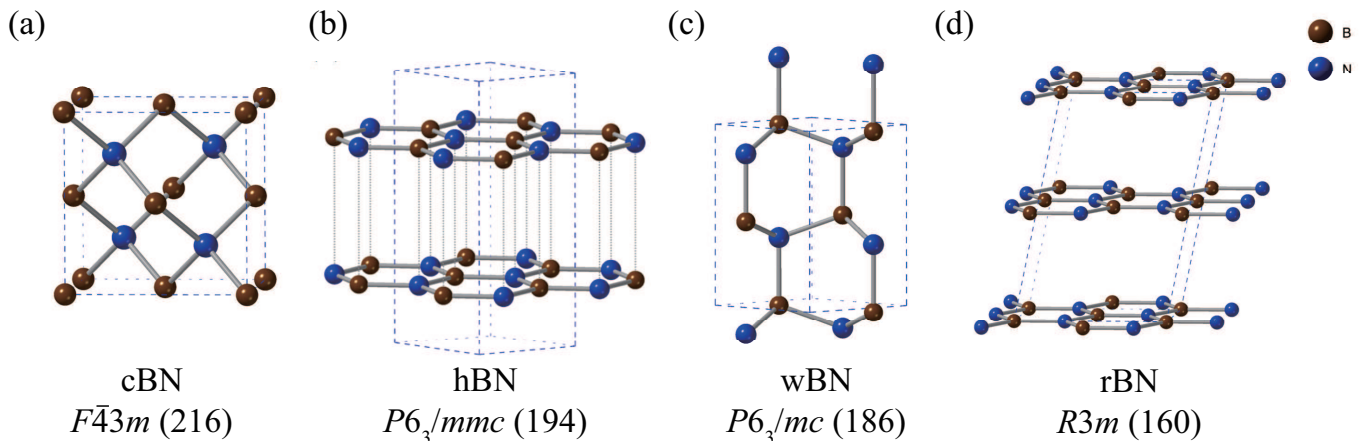 (a) (b) (c) (d)
B
N
cBN hBN wBN rBN
F4̅3m (216) P6₃/mmc (194) P6₃/mc (186) R3m (160)